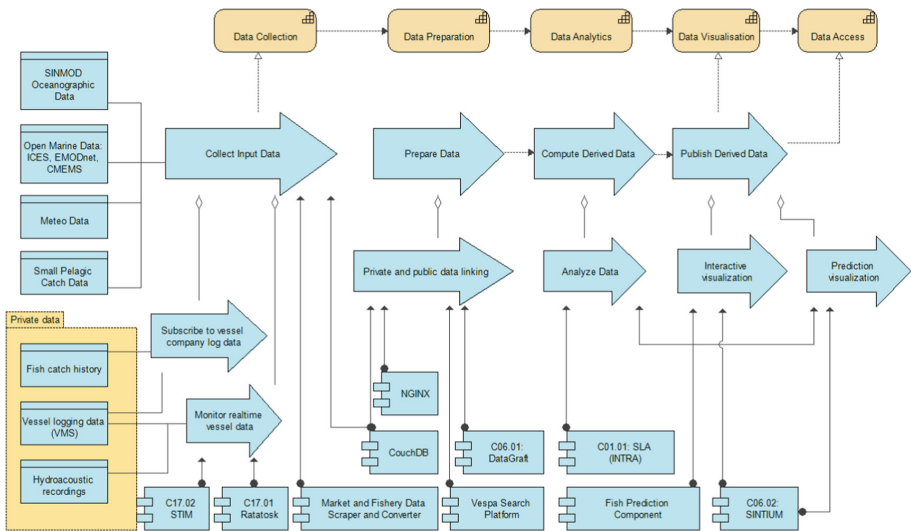 Data Collection
Data Preparation
Data Analytics
Data Visualisation
Data Access
SINMOD
Oceanographic
Data
Open Marine Data:
ICES, EMODnet,
CMEMS
Meteo Data
Small Pelagic
Catch Data
Collect Input Data
Prepare Data
Compute Derived Data
Publish Derived Data
Private and public data linking
Analyze Data
Interactive
visualization
Prediction
visualization
Private data
Fish catch history
Vessel logging data
(VMS)
Hydroacoustic
recordings
Subscribe to vessel
company log data
Monitor realtime
vessel data
NGINX
CouchDB
C06.01:
DataGraft
C01.01: SLA
(INTRA)
C17.02
STIM
C17.01
Ratatosk
Market and Fishery Data
Scraper and Converter
Vespa Search
Platform
Fish Prediction
Component
C06.02:
SINTIUM